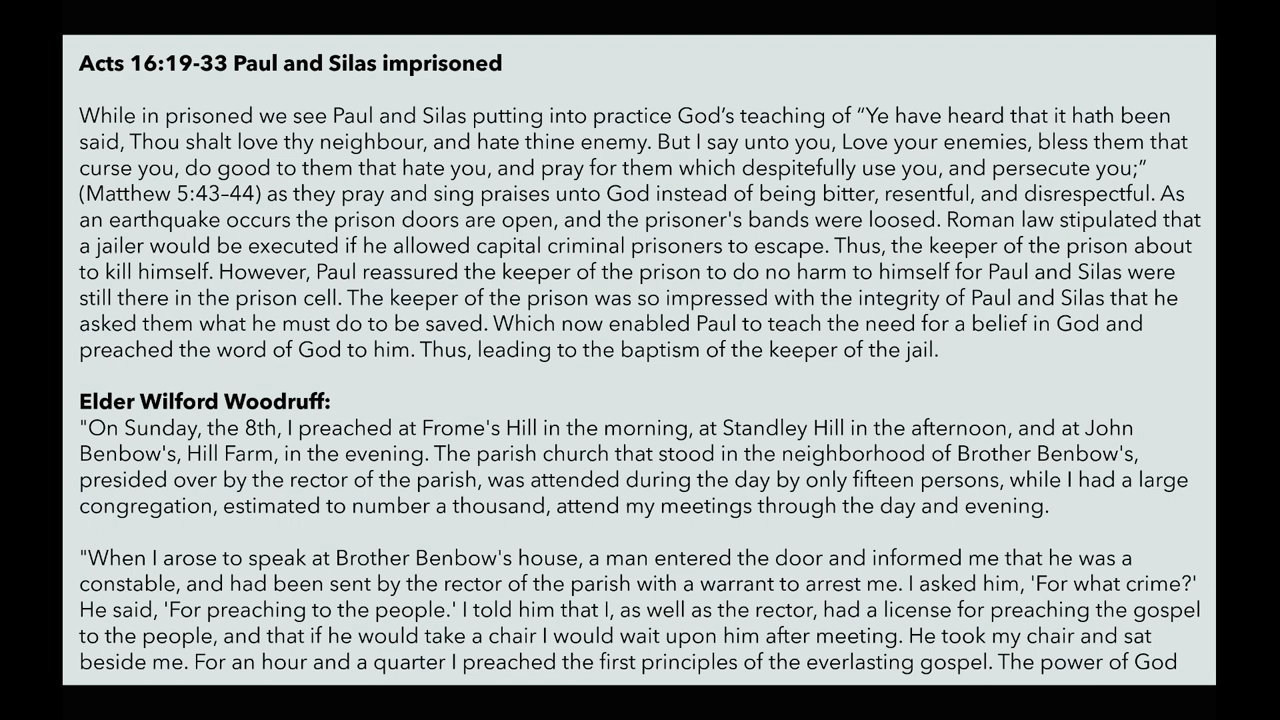 Acts 16:19-33 Paul and Silas imprisoned
While in prisoned we see Paul and Silas putting into practice God’s teaching of “Ye have heard that it hath been
said, Thou shalt love thy neighbour, and hate thine enemy. But I say unto you, Love your enemies, bless them that
curse you, do good to them that hate you, and pray for them which despitefully use you, and persecute you;”
(Matthew 5:43–44) as they pray and sing praises unto God instead of being bitter, resentful, and disrespectful. As
an earthquake occurs the prison doors are open, and the prisoner's bands were loosed. Roman law stipulated that
a jailer would be executed if he allowed capital criminal prisoners to escape. Thus, the keeper of the prison about
to kill himself. However, Paul reassured the keeper of the prison to do no harm to himself for Paul and Silas were
still there in the prison cell. The keeper of the prison was so impressed with the integrity of Paul and Silas that he
asked them what he must do to be saved. Which now enabled Paul to teach the need for a belief in God and
preached the word of God to him. Thus, leading to the baptism of the keeper of the jail.
Elder Wilford Woodruff:
"On Sunday, the 8th, I preached at Frome's Hill in the morning, at Standley Hill in the afternoon, and at John
Benbow's, Hill Farm, in the evening. The parish church that stood in the neighborhood of Brother Benbow's,
presided over by the rector of the parish, was attended during the day by only fifteen persons, while I had a large
congregation, estimated to number a thousand, attend my meetings through the day and evening.
"When I arose to speak at Brother Benbow's house, a man entered the door and informed me that he was a
constable, and had been sent by the rector of the parish with a warrant to arrest me. I asked him, 'For what crime?'
He said, 'For preaching to the people.' I told him that I, as well as the rector, had a license for preaching the gospel
to the people, and that if he would take a chair I would wait upon him after meeting. He took my chair and sat
beside me. For an hour and a quarter I preached the first principles of the everlasting gospel. The power of God